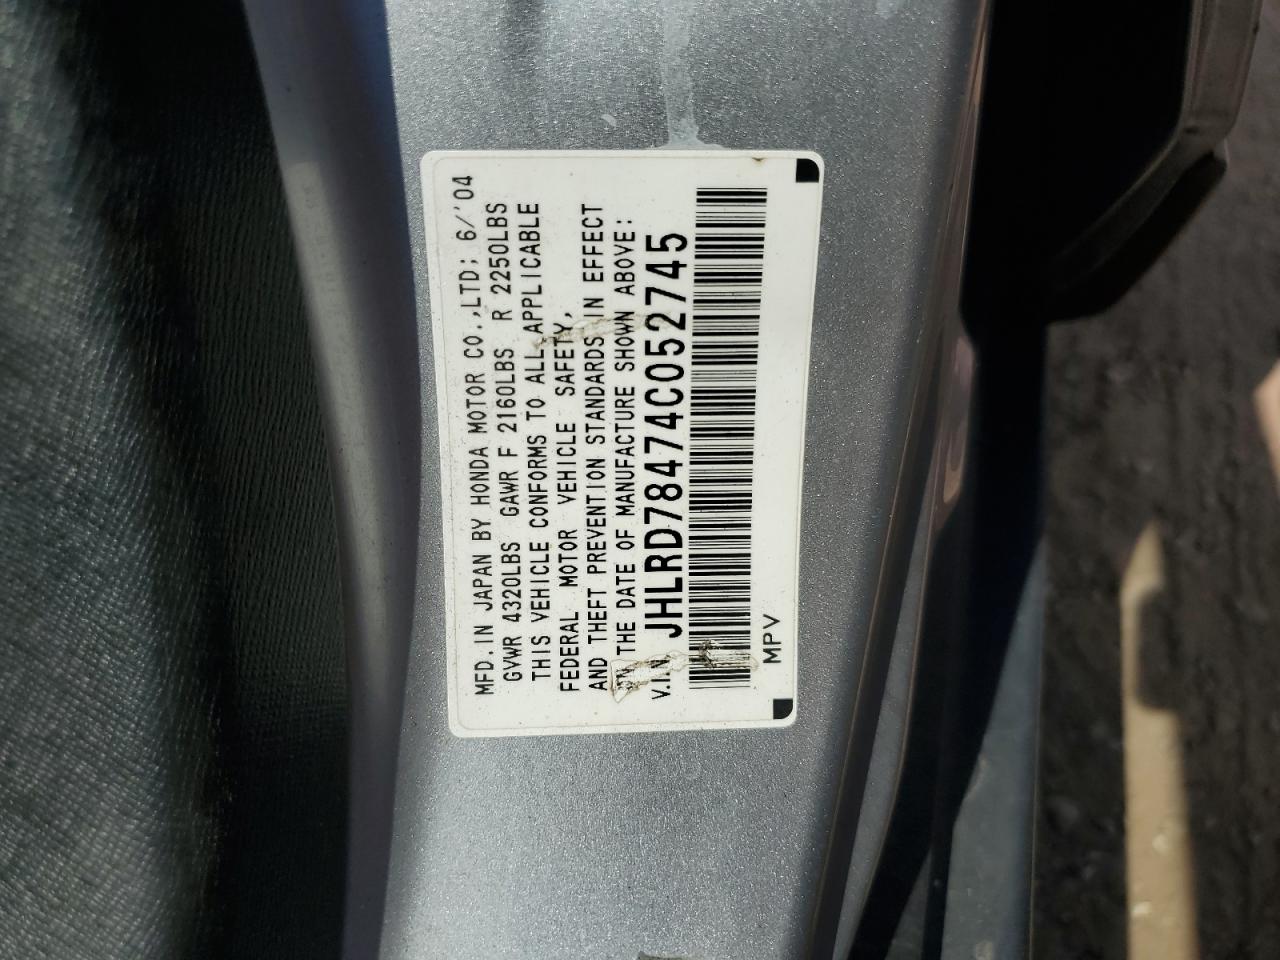 MFD.IN JAPAN BY HONDA MOTOR CO.,LTD; 6/'04
GVWR 4320LBS GAWR F 2160LBS R 2250LBS
THIS VEHICLE CONFORMS TO ALL APPLICABLE
FEDERAL MOTOR VEHICLE SAFETY,
AND THEFT PREVENTION STANDARDS IN EFFECT
THE DATE OF MANUFACTURE SHOWN ABOVE:
V.I.N. JHLRD78474C052745
MPV